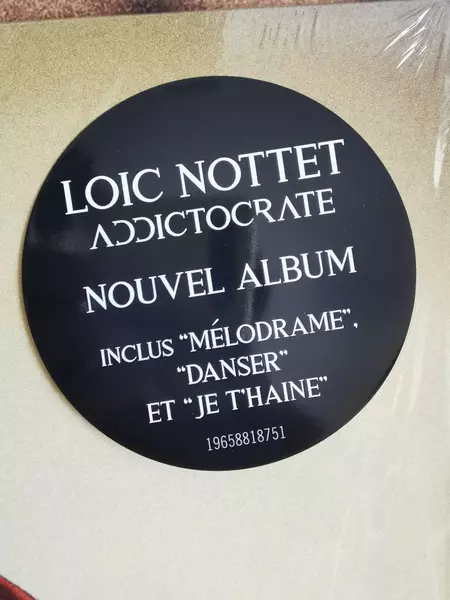 LOIC NOTTET
ADDICTOCRATE
NOUVEL ALBUM
INCLUS “MÉLODRAME”,
“DANSER”
ET “JE T'HAINE”
19658818751